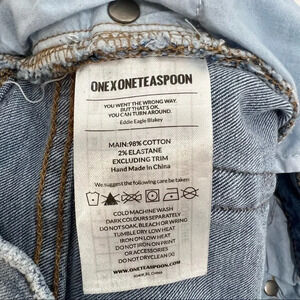 ONEXONETEASPOON
YOU WENT THE WRONG WAY.
BUT THAT'S OK.
YOU CAN TURN AROUND.
Eddie Eagle Blakey
MAIN: 98% COTTON
2% ELASTANE
EXCLUDING TRIM
Hand Made In China
We suggest the following care be taken:
COLD MACHINE WASH
DARK COLOURS SEPARATELY
DO NOT SOAK, BLEACH OR WRING
TUMBLE DRY LOW HEAT
IRON ON LOW HEAT
DO NOT IRON ON PRINT
OR ACCESSORIES
DO NOT DRYCLEAN (X)
WWW.ONETEASPOON.COM